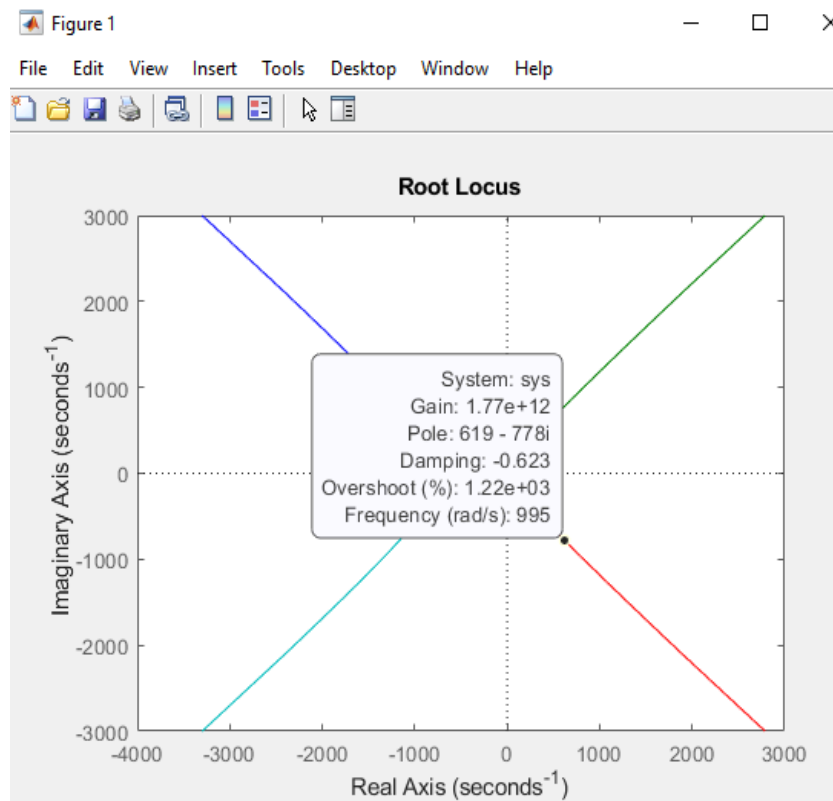 Figure 1
File Edit View Insert Tools Desktop Window Help
Root Locus
3000
2000
1000
0
-1000
-2000
-3000
Imaginary Axis (seconds⁻¹)
System: sys
Gain: 1.77e+12
Pole: 619 - 778i
Damping: -0.623
Overshoot (%): 1.22e+03
Frequency (rad/s): 995
-4000 -3000 -2000 -1000 0 1000 2000 3000
Real Axis (seconds⁻¹)